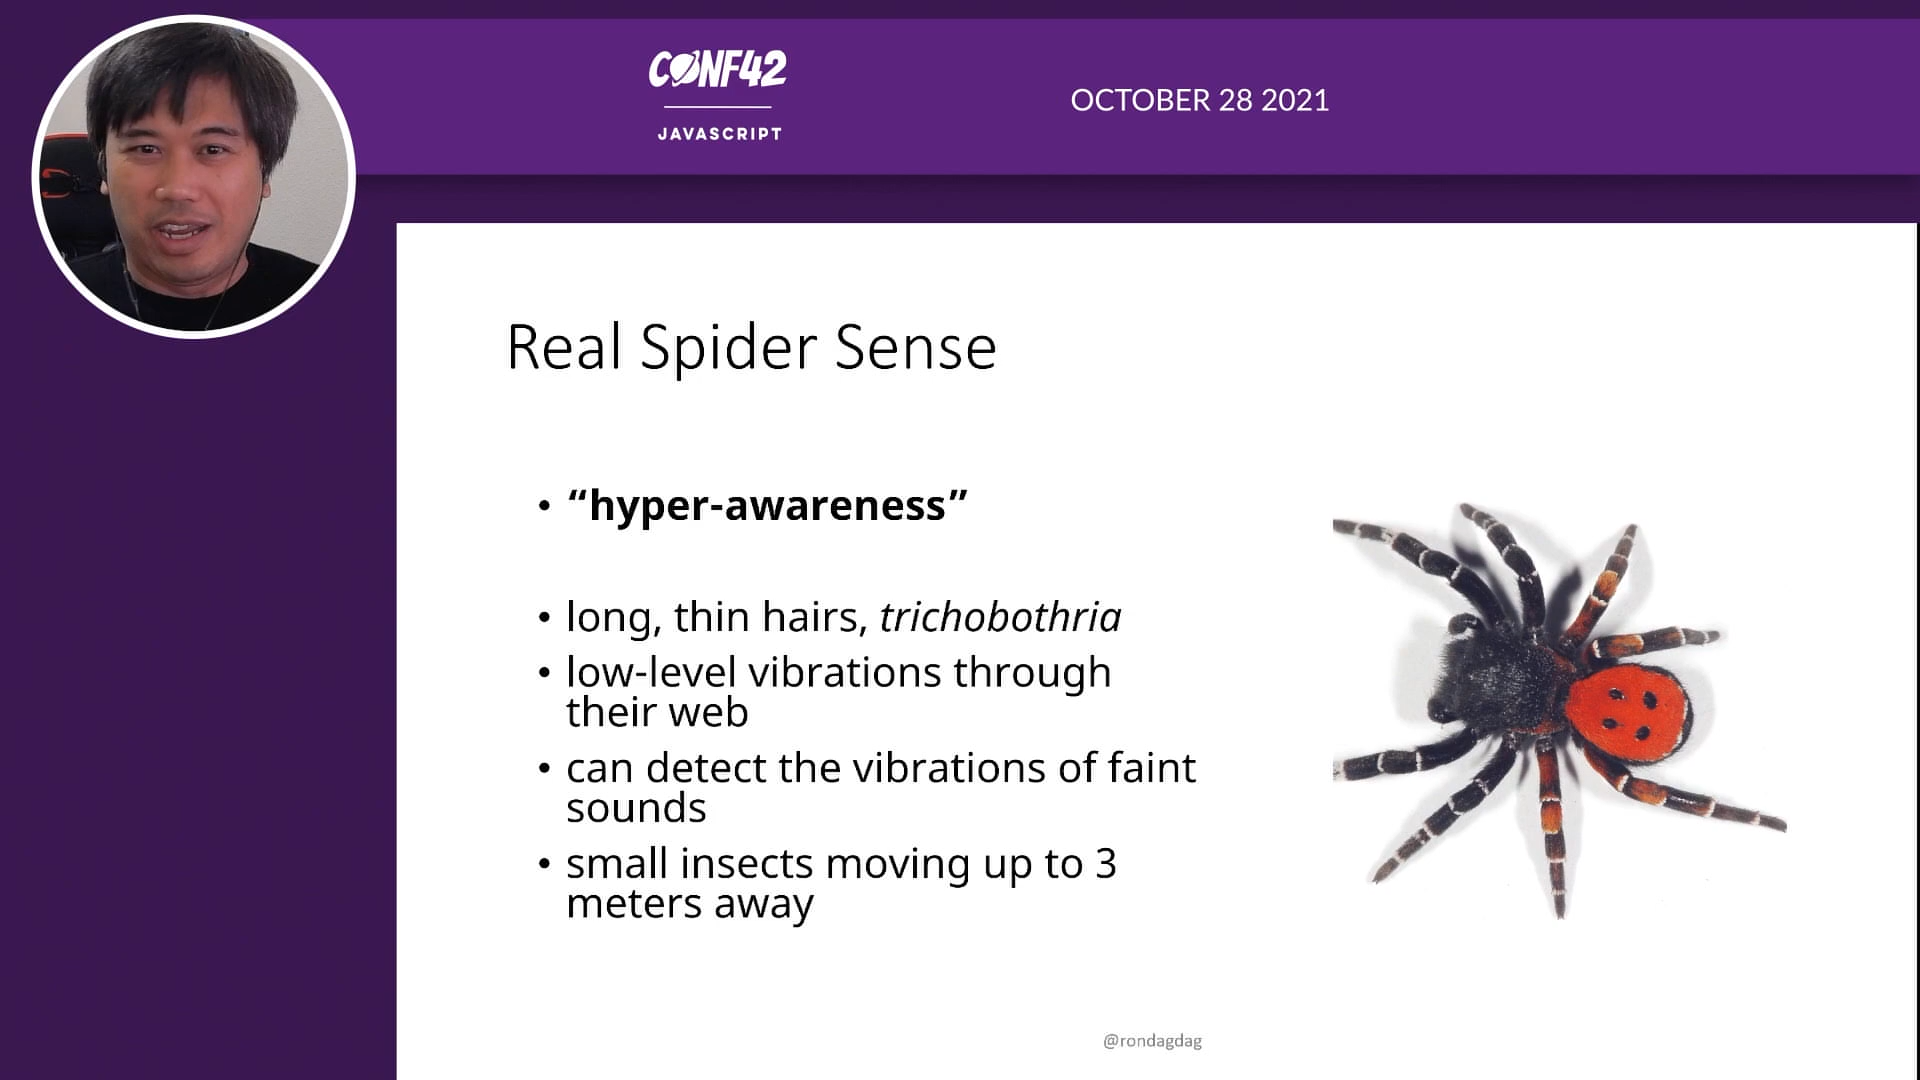 CONF42
JAVASCRIPT
OCTOBER 28 2021
Real Spider Sense
• “hyper-awareness”
• long, thin hairs, trichobothria
• low-level vibrations through
their web
• can detect the vibrations of faint
sounds
• small insects moving up to 3
meters away
@rondagdag